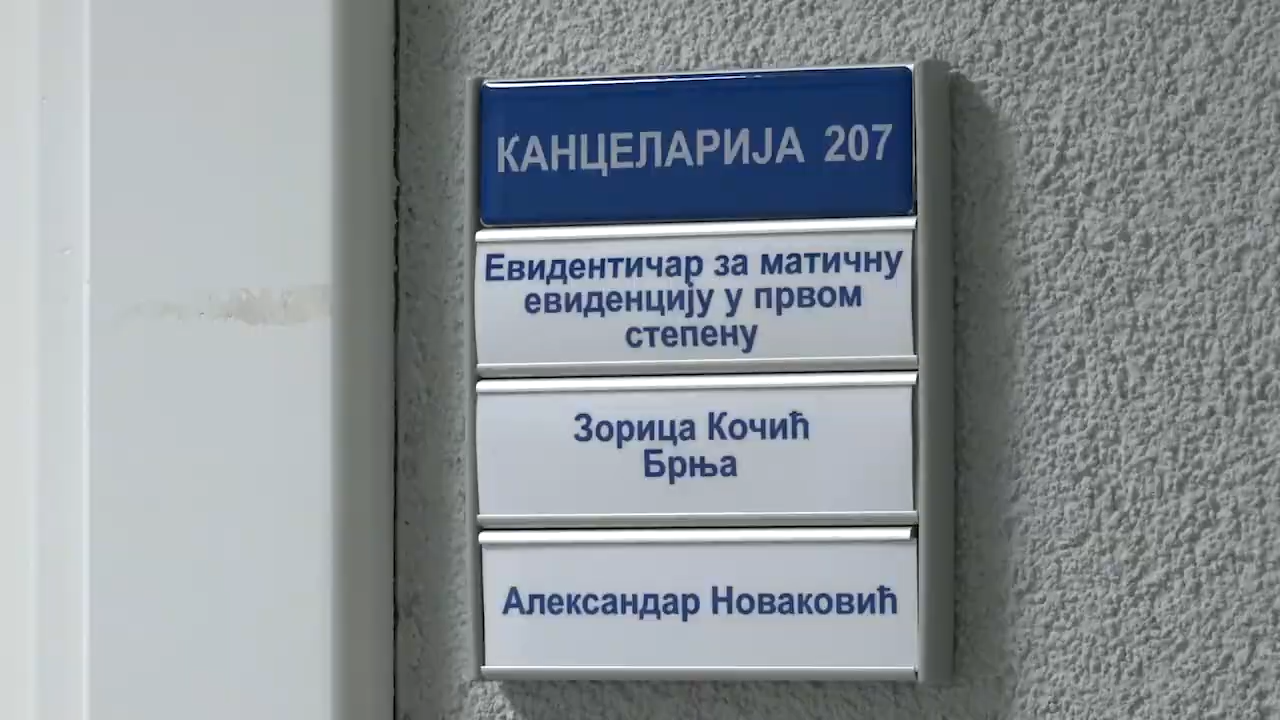 КАНЦЕЛАРИЈА 207
Евидентичар за матичну
евиденцију у првом
степену
Зорица Кочић
Брња
Александар Новаковић